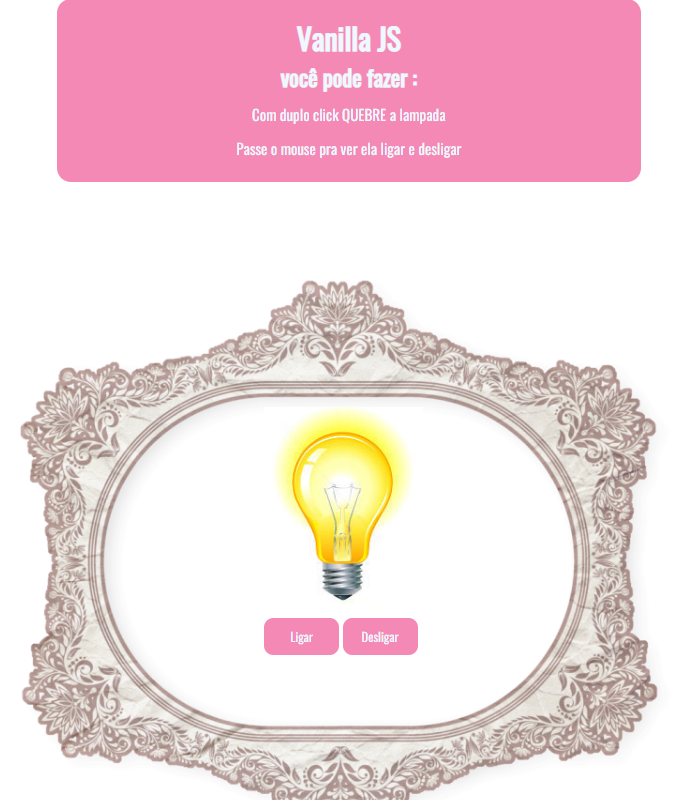 Vanilla JS
você pode fazer :
Com duplo click QUEBRE a lampada
Passe o mouse pra ver ela ligar e desligar
Ligar
Desligar